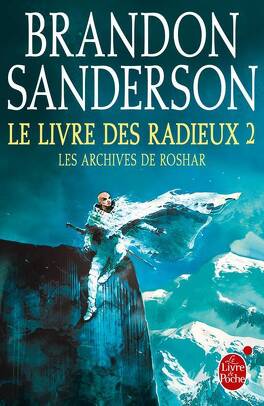 BRANDON
SANDERSON
LE LIVRE DES RADIEUX 2
LES ARCHIVES DE ROSHAR
Le
Livre
de
Poche